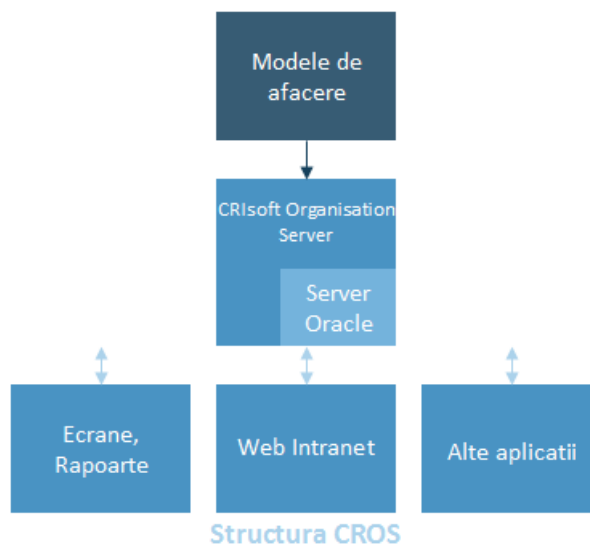 Modele de
afacere
CRIsoft Organisation
Server
Server
Oracle
Ecrane,
Rapoarte
Web Intranet
Alte aplicatii
Structura CROS